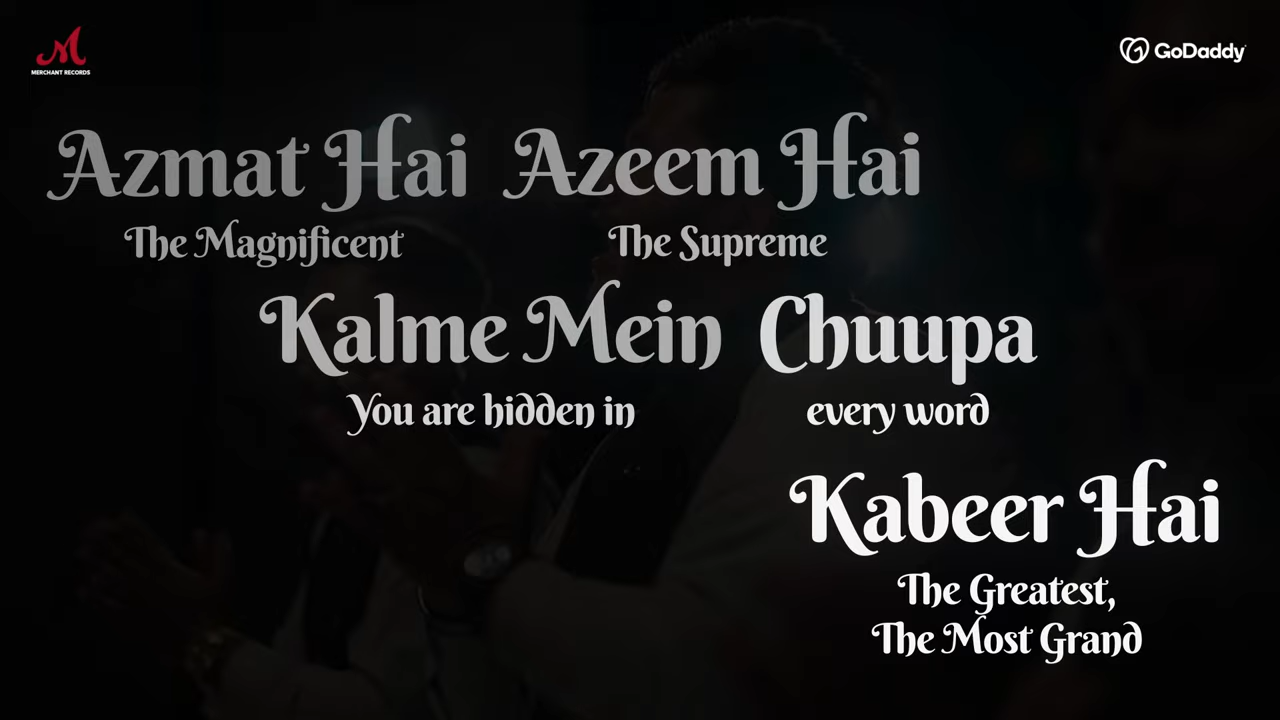 MERCHANT RECORDS
GoDaddy
Azmat Hai Azeem Hai
The Magnificent The Supreme
Kalme Mein Chuupa
You are hidden in every word
Kabeer Hai
The Greatest,
The Most Grand